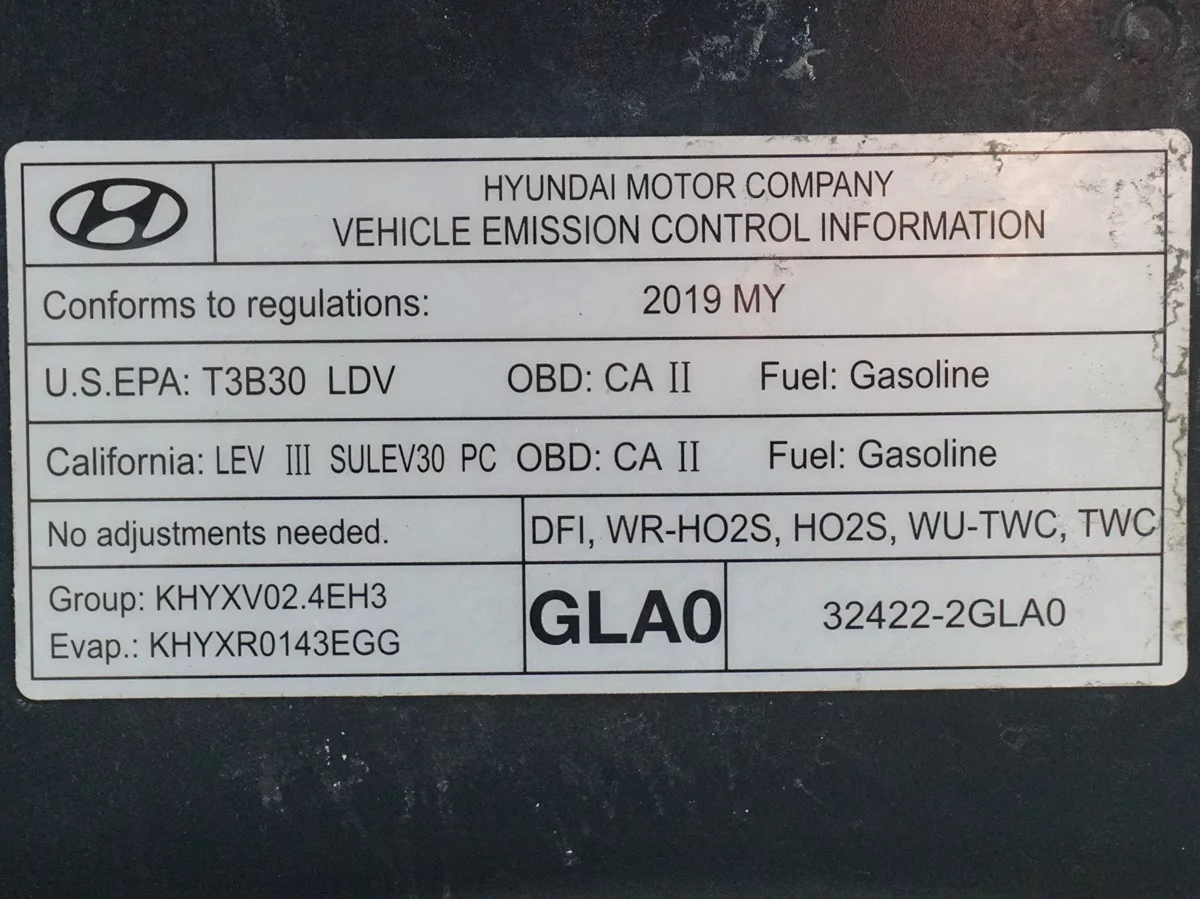 HYUNDAI MOTOR COMPANY
VEHICLE EMISSION CONTROL INFORMATION
Conforms to regulations: 2019 MY
U.S.EPA: T3B30 LDV OBD: CA II Fuel: Gasoline
California: LEV III SULEV30 PC OBD: CA II Fuel: Gasoline
No adjustments needed. DFI, WR-HO2S, HO2S, WU-TWC, TWC
Group: KHYXV02.4EH3
Evap.: KHYXR0143EGG
GLA0
32422-2GLA0